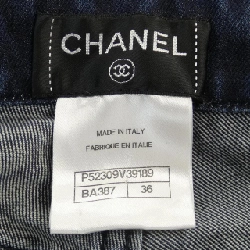 CHANEL
MADE IN ITALY
FABRIQUE EN ITALIE
P52309V39189
BA387 36